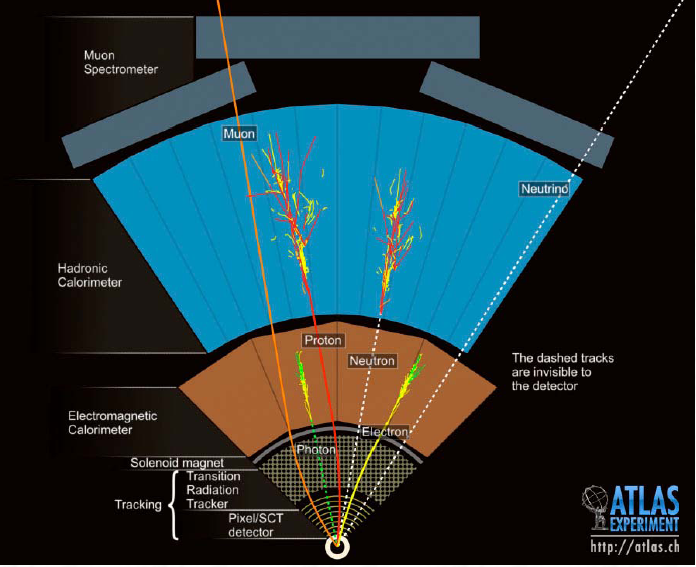 Muon
Spectrometer
Muon
Neutrino
Hadronic
Calorimeter
Proton
Neutron
The dashed tracks
are invisible to
the detector
Electromagnetic
Calorimeter
Electron
Photon
Solenoid magnet
Transition
Radiation
Tracker
Tracking
Pixel/SCT
detector
ATLAS
EXPERIMENT
http://atlas.ch